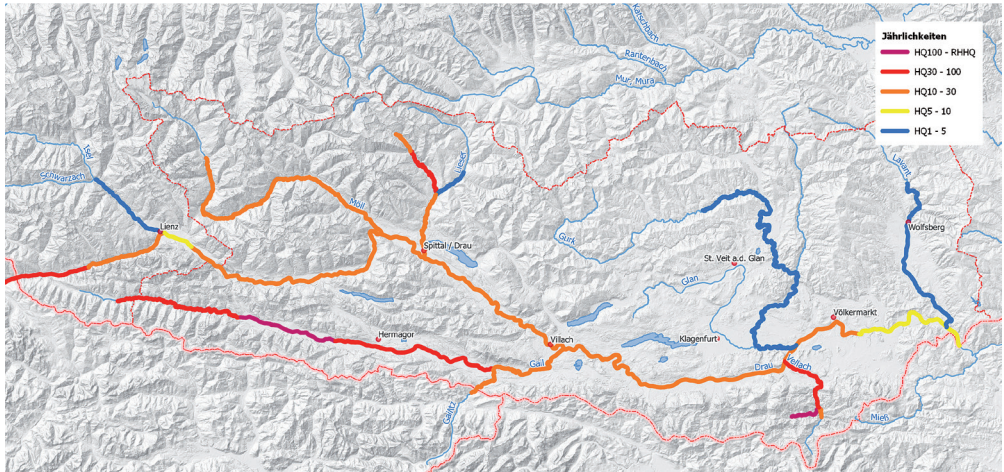 Jährlichkeiten
HQ100 - RHHQ
HQ30 - 100
HQ10 - 30
HQ5 - 10
HQ1 - 5
Katschbach
Rantenbach
Mur, Mura
Isel
Schwarzach
Lienz
Möll
Lieser
Spittal / Drau
Lavant
Wolfsberg
Gurk
St. Veit a.d. Glan
Glan
Völkermarkt
Hermagor
Villach
Klagenfurt
Gail
Drau
Vellach
Gailitz
Mieß